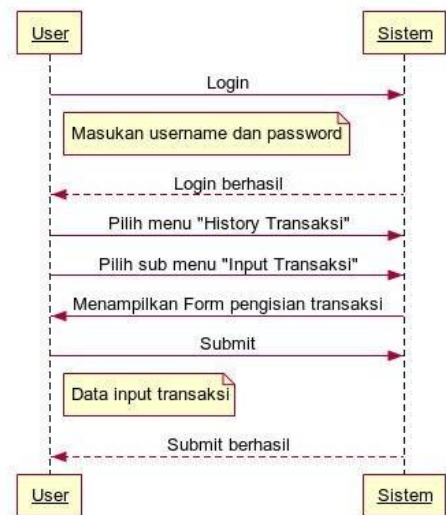 User
Sistem
Login
Masukan username dan password
Login berhasil
Pilih menu "History Transaksi"
Pilih sub menu "Input Transaksi"
Menampilkan Form pengisian transaksi
Submit
Data input transaksi
Submit berhasil
User
Sistem